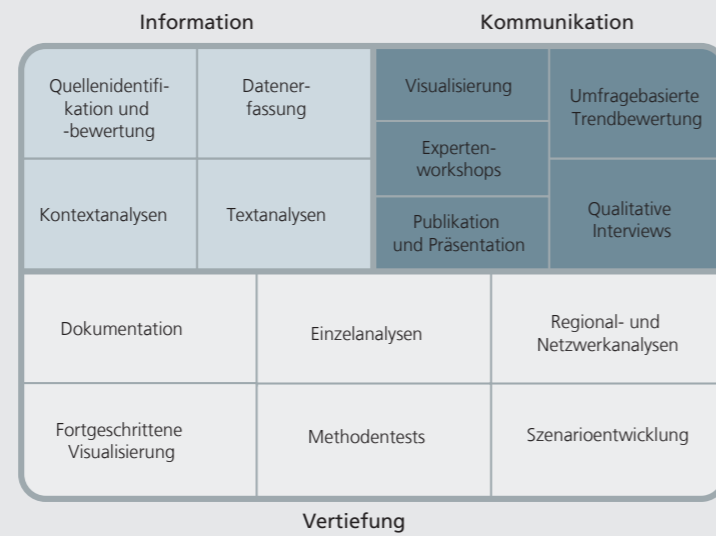 Information
Kommunikation
Quellenidentifi-
kation und
-bewertung
Datener-
fassung
Kontextanalysen
Textanalysen
Visualisierung
Experten-
workshops
Publikation
und Präsentation
Umfragebasierte
Trendbewertung
Qualitative
Interviews
Dokumentation
Einzelanalysen
Regional- und
Netzwerkanalysen
Fortgeschrittene
Visualisierung
Methodentests
Szenarioentwicklung
Vertiefung